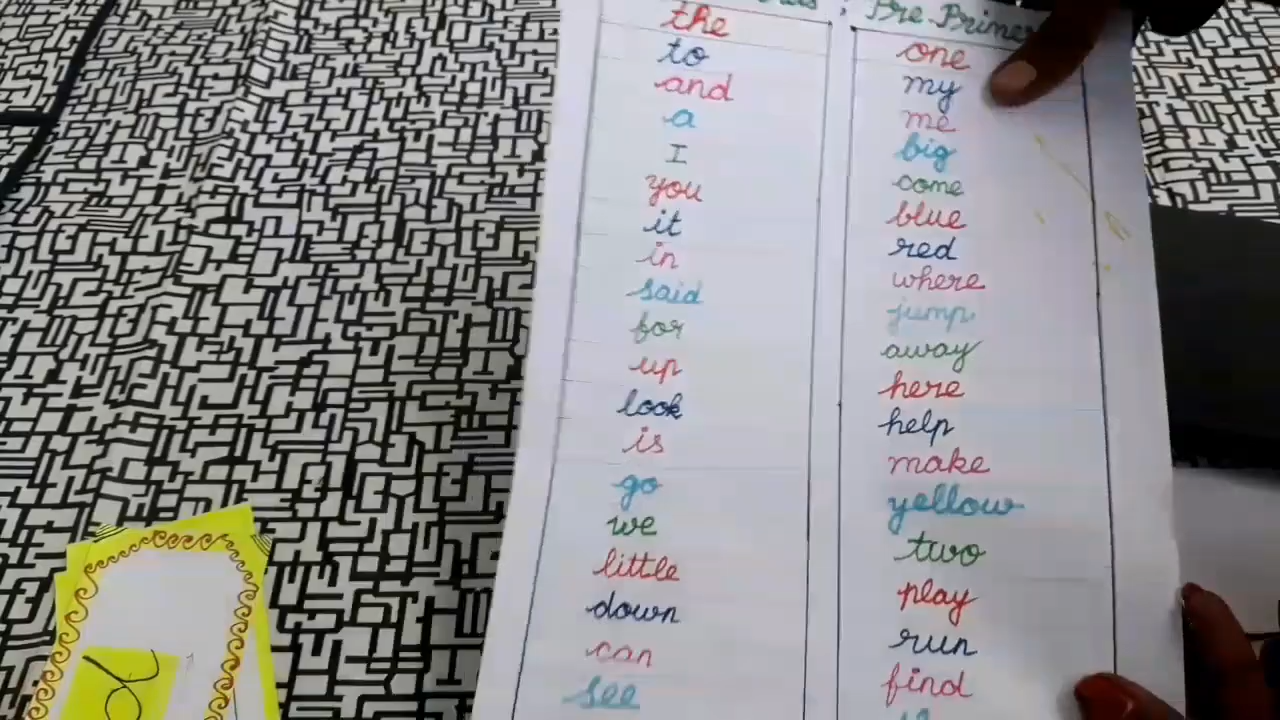 : Pre Primer
the
to
and
a
I
you
it
in
said
for
up
look
is
go
we
little
down
can
see
one
my
me
big
come
blue
red
where
jump
away
here
help
make
yellow
two
play
run
find